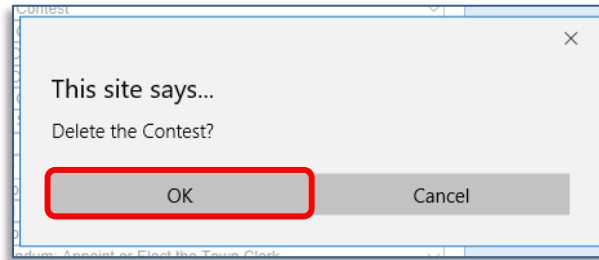 Contest
This site says...
Delete the Contest?
OK Cancel
ndum: Appoint or Elect the Town Clerk